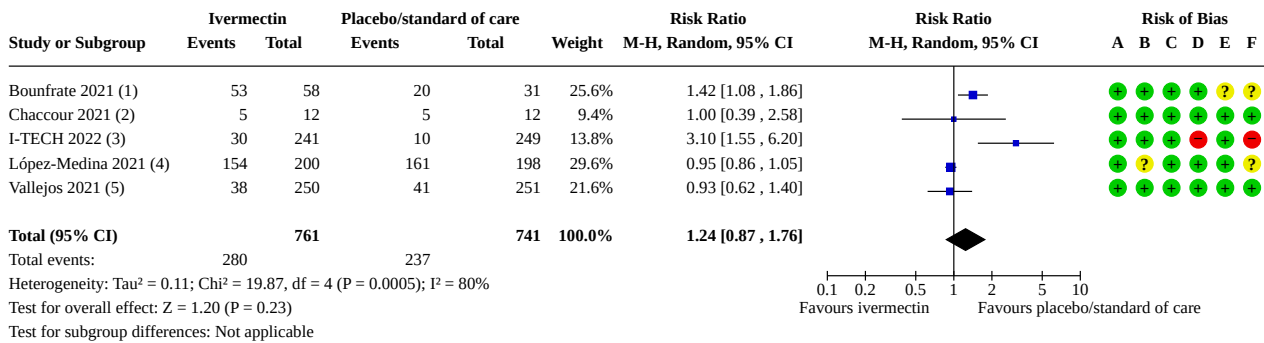 Ivermectin Placebo/standard of care Risk Ratio Risk Ratio Risk of Bias
Study or Subgroup Events Total Events Total Weight M-H, Random, 95% CI M-H, Random, 95% CI A B C D E F
Bounfrate 2021 (1) 53 58 20 31 25.6% 1.42 [1.08 , 1.86] + + + + ? ?
Chaccour 2021 (2) 5 12 5 12 9.4% 1.00 [0.39 , 2.58] + + + + + +
I-TECH 2022 (3) 30 241 10 249 13.8% 3.10 [1.55 , 6.20] + + + − + −
López-Medina 2021 (4) 154 200 161 198 29.6% 0.95 [0.86 , 1.05] + ? + + + ?
Vallejos 2021 (5) 38 250 41 251 21.6% 0.93 [0.62 , 1.40] + + + + + +
Total (95% CI) 761 741 100.0% 1.24 [0.87 , 1.76]
Total events: 280 237
Heterogeneity: Tau² = 0.11; Chi² = 19.87, df = 4 (P = 0.0005); I² = 80%
0.1 0.2 0.5 1 2 5 10
Test for overall effect: Z = 1.20 (P = 0.23) Favours ivermectin Favours placebo/standard of care
Test for subgroup differences: Not applicable